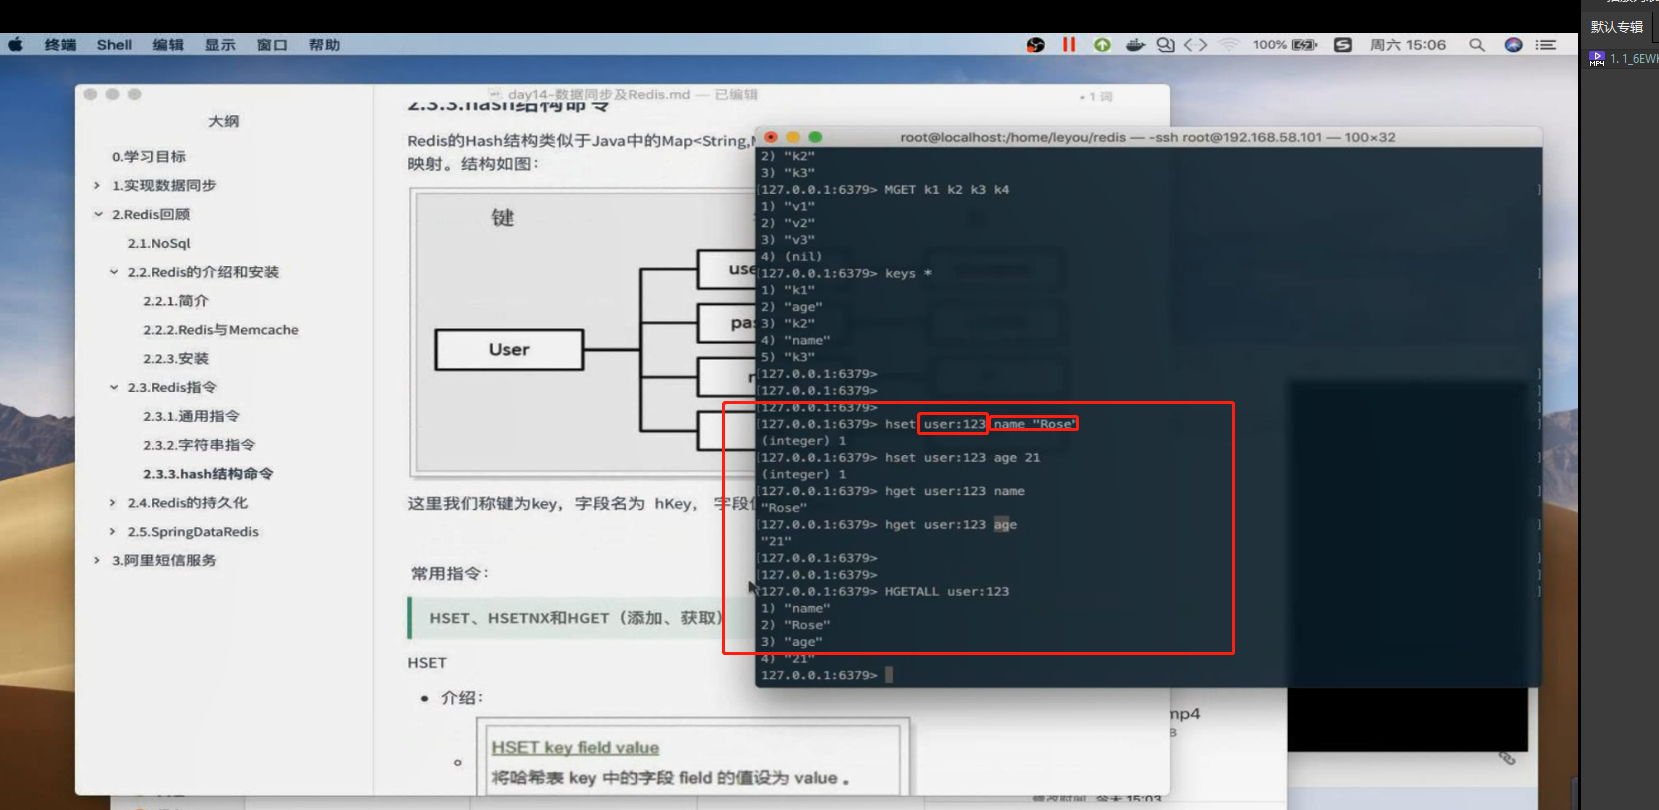 默认专辑
1. 1_6EW
终端 Shell 编辑 显示 窗口 帮助
100%
周六 15:06
day14-数据同步及Redis.md — 已编辑
• 1 词
大纲
0.学习目标
1.实现数据同步
2.Redis回顾
2.1.NoSql
2.2.Redis的介绍和安装
2.2.1.简介
2.2.2.Redis与Memcache
2.2.3.安装
2.3.Redis指令
2.3.1.通用指令
2.3.2.字符串指令
2.3.3.hash结构命令
2.4.Redis的持久化
2.5.SpringDataRedis
3.阿里短信服务
2.3.3.hash结构命令
Redis的Hash结构类似于Java中的Map<String,
映射。结构如图：
键
User
use
pas
这里我们称键为key，字段名为 hKey， 字段
常用指令：
HSET、HSETNX和HGET（添加、获取）
HSET
• 介绍：
HSET key field value
将哈希表 key 中的字段 field 的值设为 value 。
root@localhost:/home/leyou/redis — -ssh root@192.168.58.101 — 100×32
2) "k2"
3) "k3"
[127.0.0.1:6379> MGET k1 k2 k3 k4 ]
1) "v1"
2) "v2"
3) "v3"
4) (nil)
[127.0.0.1:6379> keys * ]
1) "k1"
2) "age"
3) "k2"
4) "name"
5) "k3"
[127.0.0.1:6379> ]
[127.0.0.1:6379> ]
[127.0.0.1:6379> ]
[127.0.0.1:6379> hset user:123 name "Rose" ]
(integer) 1
[127.0.0.1:6379> hset user:123 age 21 ]
(integer) 1
[127.0.0.1:6379> hget user:123 name ]
"Rose"
[127.0.0.1:6379> hget user:123 age ]
"21"
[127.0.0.1:6379> ]
[127.0.0.1:6379> ]
[127.0.0.1:6379> HGETALL user:123 ]
1) "name"
2) "Rose"
3) "age"
4) "21"
127.0.0.1:6379>
mp4